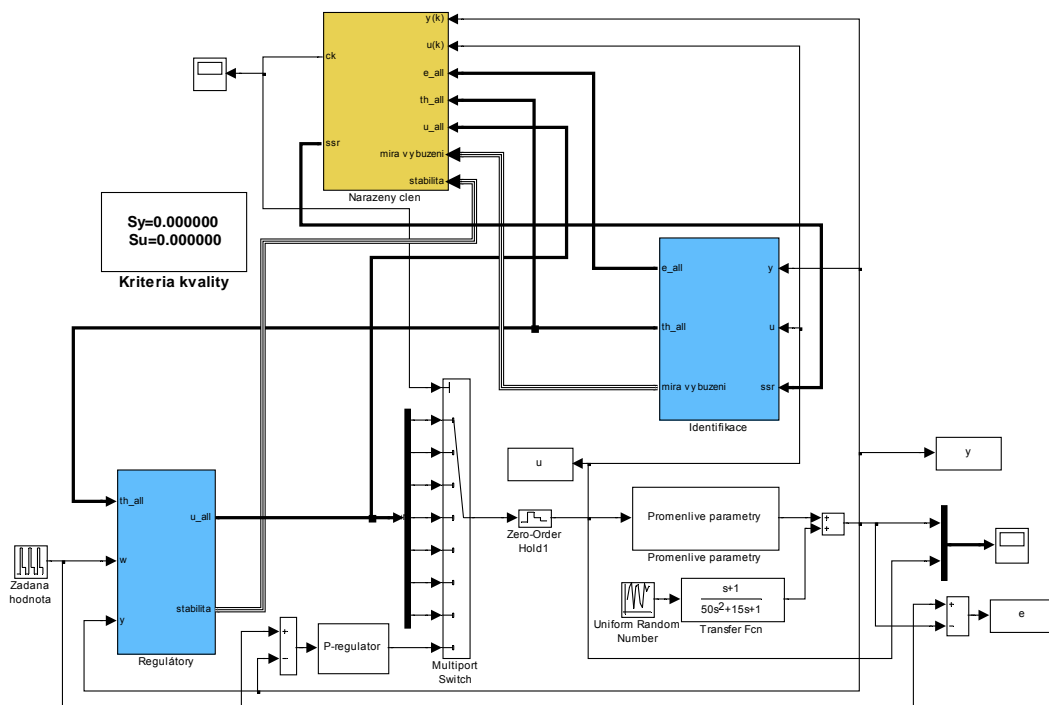 y(k)
u(k)
ck
e_all
th_all
u_all
ssr
mira vybuzeni
stabilita
Narazeny clen
Sy=0.000000
Su=0.000000
Kriteria kvality
e_all
y
th_all
u
mira vybuzeni
ssr
Identifikace
u
y
th_all
u_all
w
stabilita
y
Regulátory
Zadana
hodnota
+
−
P-regulator
Multiport
Switch
Zero-Order
Hold1
Promenlive parametry
Promenlive parametry
+
+
Uniform Random
Number
s+1
50s2+15s+1
Transfer Fcn
+
−
e